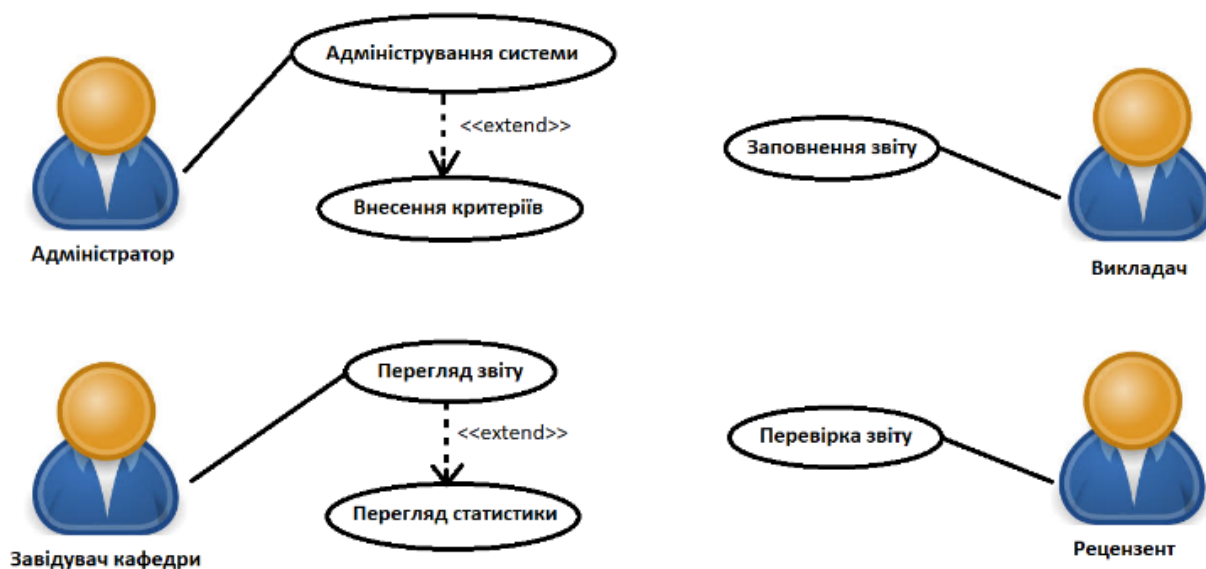 Адміністрування системи
<<extend>>
Внесення критеріїв
Адміністратор
Заповнення звіту
Викладач
Перегляд звіту
<<extend>>
Перегляд статистики
Завідувач кафедри
Перевірка звіту
Рецензент